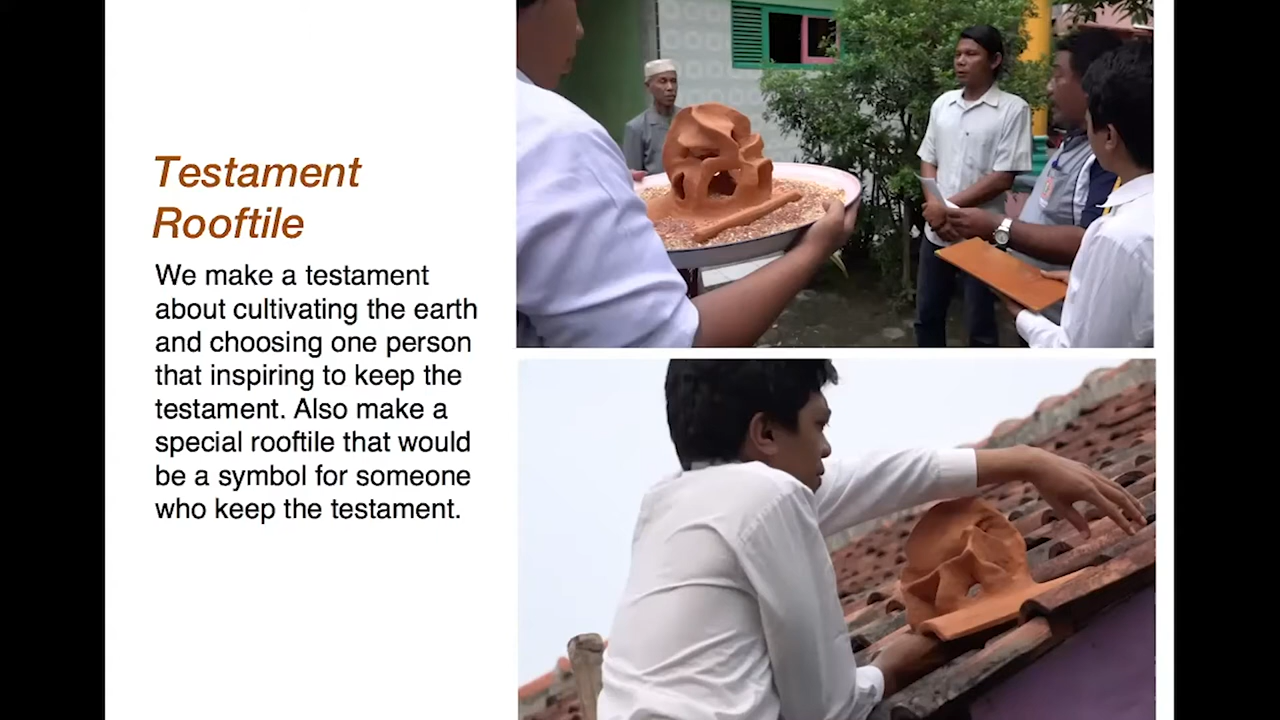 Testament
Rooftile
We make a testament
about cultivating the earth
and choosing one person
that inspiring to keep the
testament. Also make a
special rooftile that would
be a symbol for someone
who keep the testament.